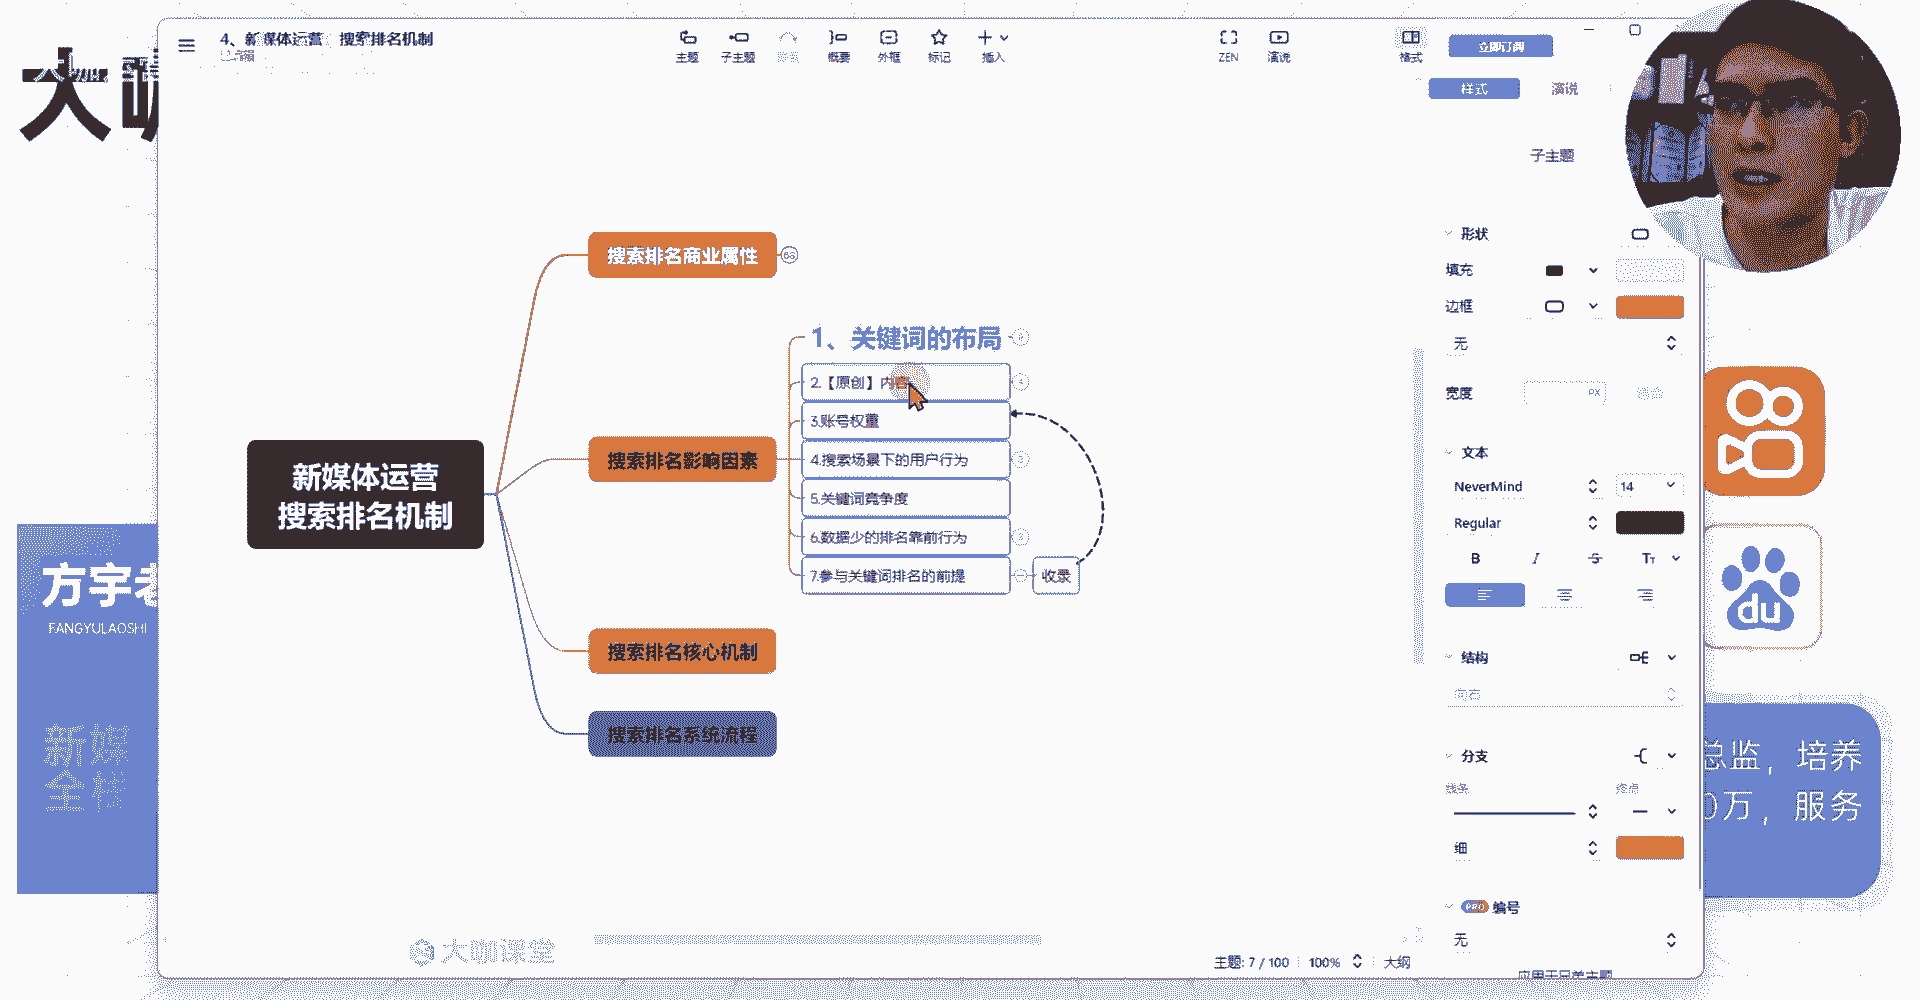 大咖
4、新媒体运营 搜索排名机制
主题
子主题
概要
外框
标记
插入
ZEN
演说
格式
立即订阅
样式
演说
子主题
形状
填充
边框
无
宽度
PX
文本
NeverMind
14
Regular
B I S Tт
结构
向右
分支
线条
终点
细
PRO 编号
无
应用于兄弟主题
新媒体运营
搜索排名机制
搜索排名商业属性
搜索排名影响因素
搜索排名核心机制
搜索排名系统流程
1、关键词的布局
2.【原创】内容
3.账号权重
4.搜索场景下的用户行为
5.关键词竞争度
6.数据少的排名靠前行为
7.参与关键词排名的前提
收录
方宇老
FANGYULAOSHI
新媒
全栈
du
总监，培养
0万，服务
大咖课堂
主题: 7 / 100
100%
大纲